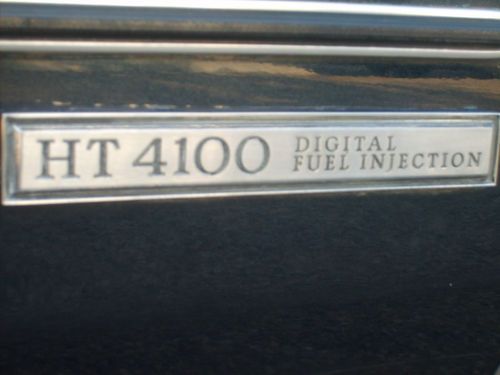 HT 4100
DIGITAL
FUEL INJECTION